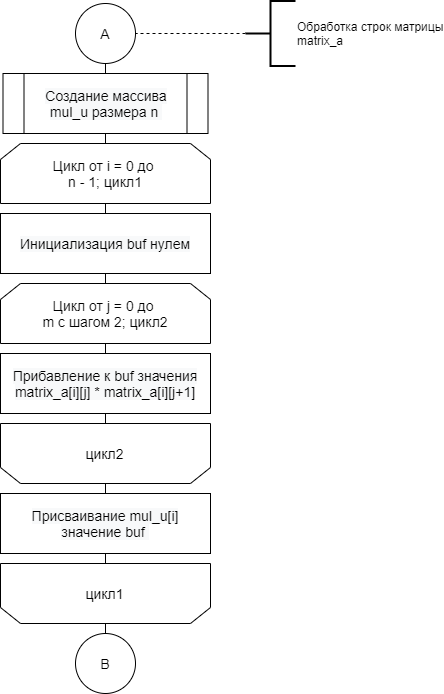 А
Обработка строк матрицы
matrix_a
Создание массива
mul_u размера n
Цикл от i = 0 до
n - 1; цикл1
Инициализация buf нулем
Цикл от j = 0 до
m с шагом 2; цикл2
Прибавление к buf значения
matrix_a[i][j] * matrix_a[i][j+1]
цикл2
Присваивание mul_u[i]
значение buf
цикл1
В